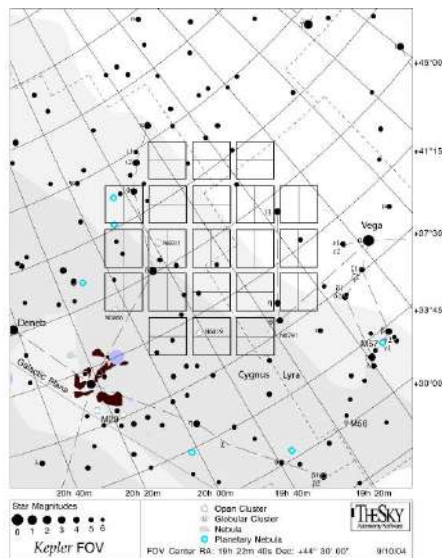 +45°00'
+41°15'
+37°30'
Vega
+33°45'
Deneb
M57
+30°00'
Galactic Plane
Cygnus Lyra
M29
M56
20h 40m 20h 20m 20h 00m 19h 40m 19h 20m
Star Magnitudes
0 1 2 3 4 5 6
Kepler FOV
Open Cluster
Globular Cluster
Nebula
Planetary Nebula
THESKY
Astronomy Software
FOV Center RA: 19h 22m 40s Dec: +44° 30' 00"
9/10/04